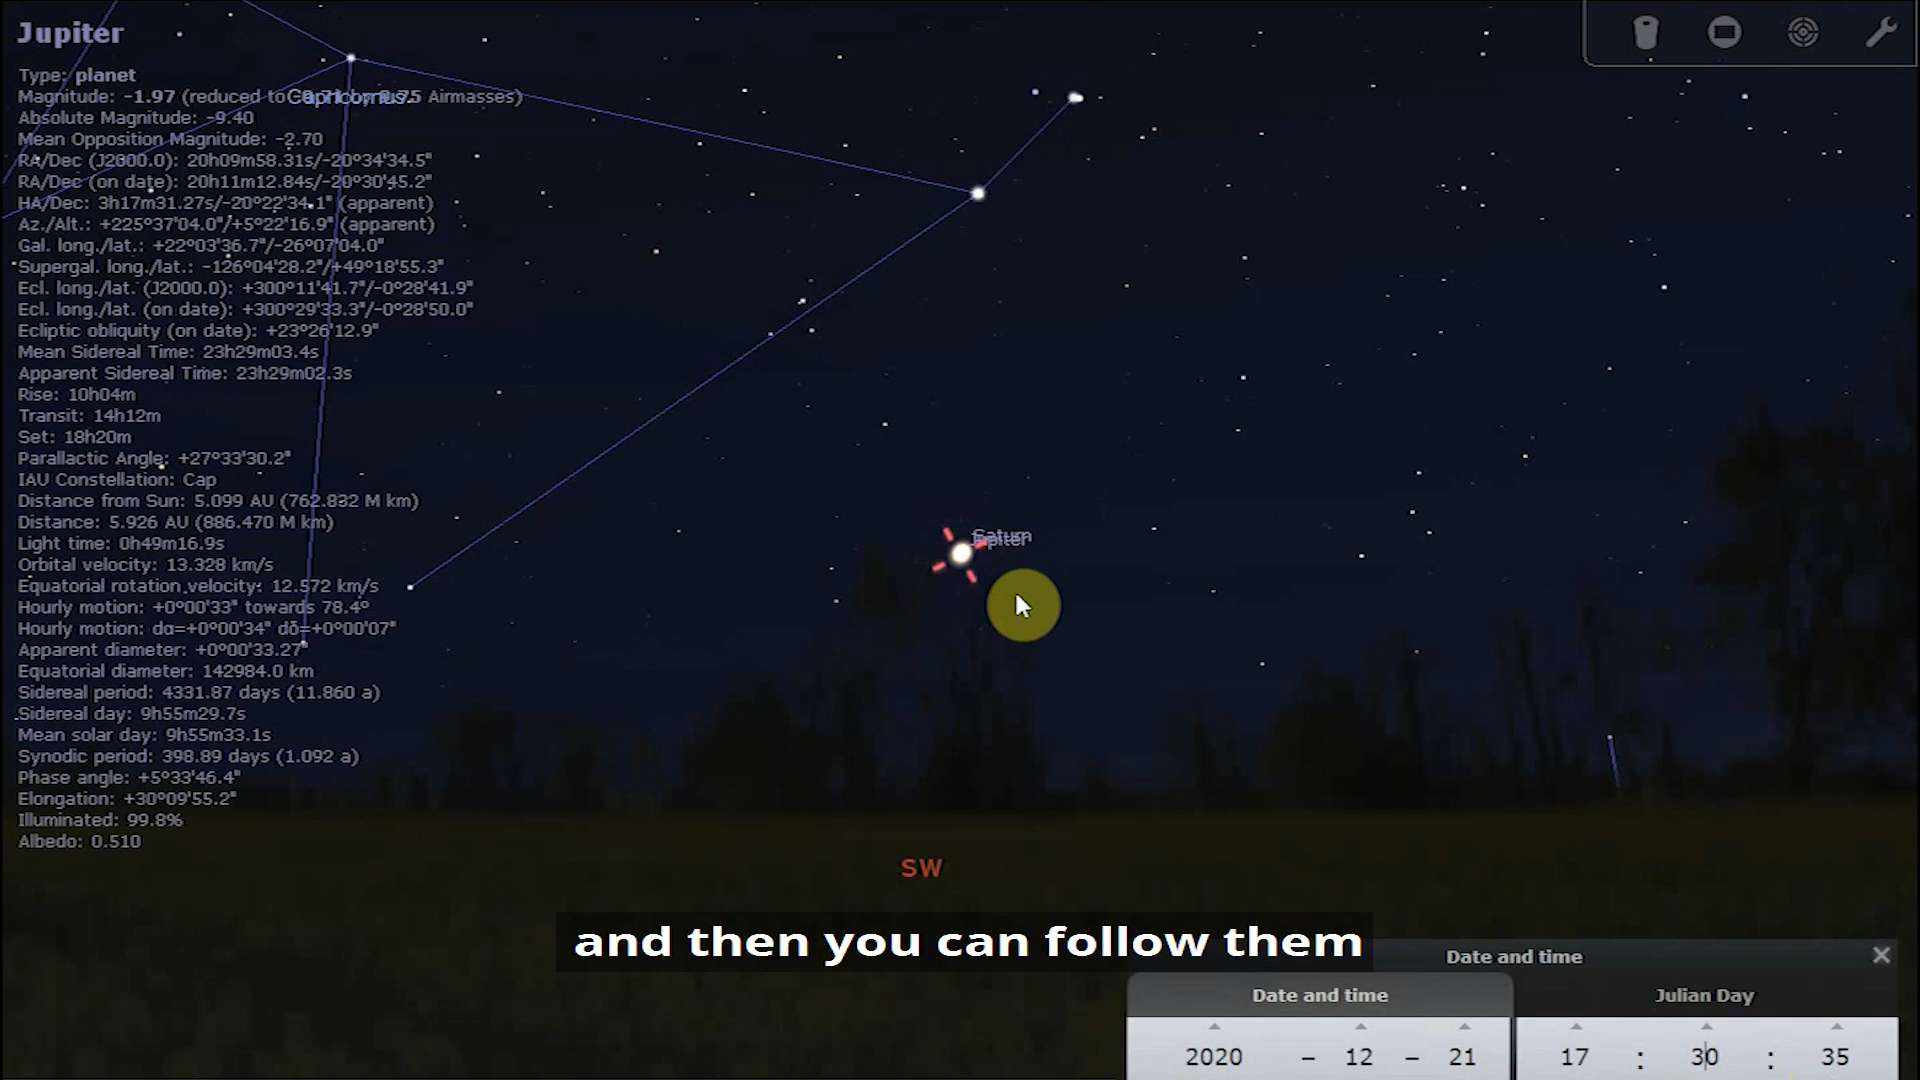 Jupiter
Type: planet
Magnitude: -1.97 (reduced to by Airmasses)
Capricornus
Absolute Magnitude: -9.40
Mean Opposition Magnitude: -2.70
RA/Dec (J2000.0): 20h09m58.31s/-20°34'34.5"
RA/Dec (on date): 20h11m12.84s/-20°30'45.2"
HA/Dec: 3h17m31.27s/-20°22'34.1" (apparent)
Az./Alt.: +225°37'04.0"/+5°22'16.9" (apparent)
Gal. long./lat.: +22°03'36.7"/-26°07'04.0"
Supergal. long./lat.: -126°04'28.2"/+49°18'55.3"
Ecl. long./lat. (J2000.0): +300°11'41.7"/-0°28'41.9"
Ecl. long./lat. (on date): +300°29'33.3"/-0°28'50.0"
Ecliptic obliquity (on date): +23°26'12.9"
Mean Sidereal Time: 23h29m03.4s
Apparent Sidereal Time: 23h29m02.3s
Rise: 10h04m
Transit: 14h12m
Set: 18h20m
Parallactic Angle: +27°33'30.2"
IAU Constellation: Cap
Distance from Sun: 5.099 AU (762.832 M km)
Distance: 5.926 AU (886.470 M km)
Light time: 0h49m16.9s
Orbital velocity: 13.328 km/s
Equatorial rotation velocity: 12.572 km/s
Hourly motion: +0°00'33" towards 78.4°
Hourly motion: dα=+0°00'34" dδ=+0°00'07"
Apparent diameter: +0°00'33.27"
Equatorial diameter: 142984.0 km
Sidereal period: 4331.87 days (11.860 a)
Sidereal day: 9h55m29.7s
Mean solar day: 9h55m33.1s
Synodic period: 398.89 days (1.092 a)
Phase angle: +5°33'46.4"
Elongation: +30°09'55.2"
Illuminated: 99.8%
Albedo: 0.510
Saturn
Jupiter
SW
and then you can follow them
Date and time
Date and time Julian Day
2020 - 12 - 21 17 : 30 : 35